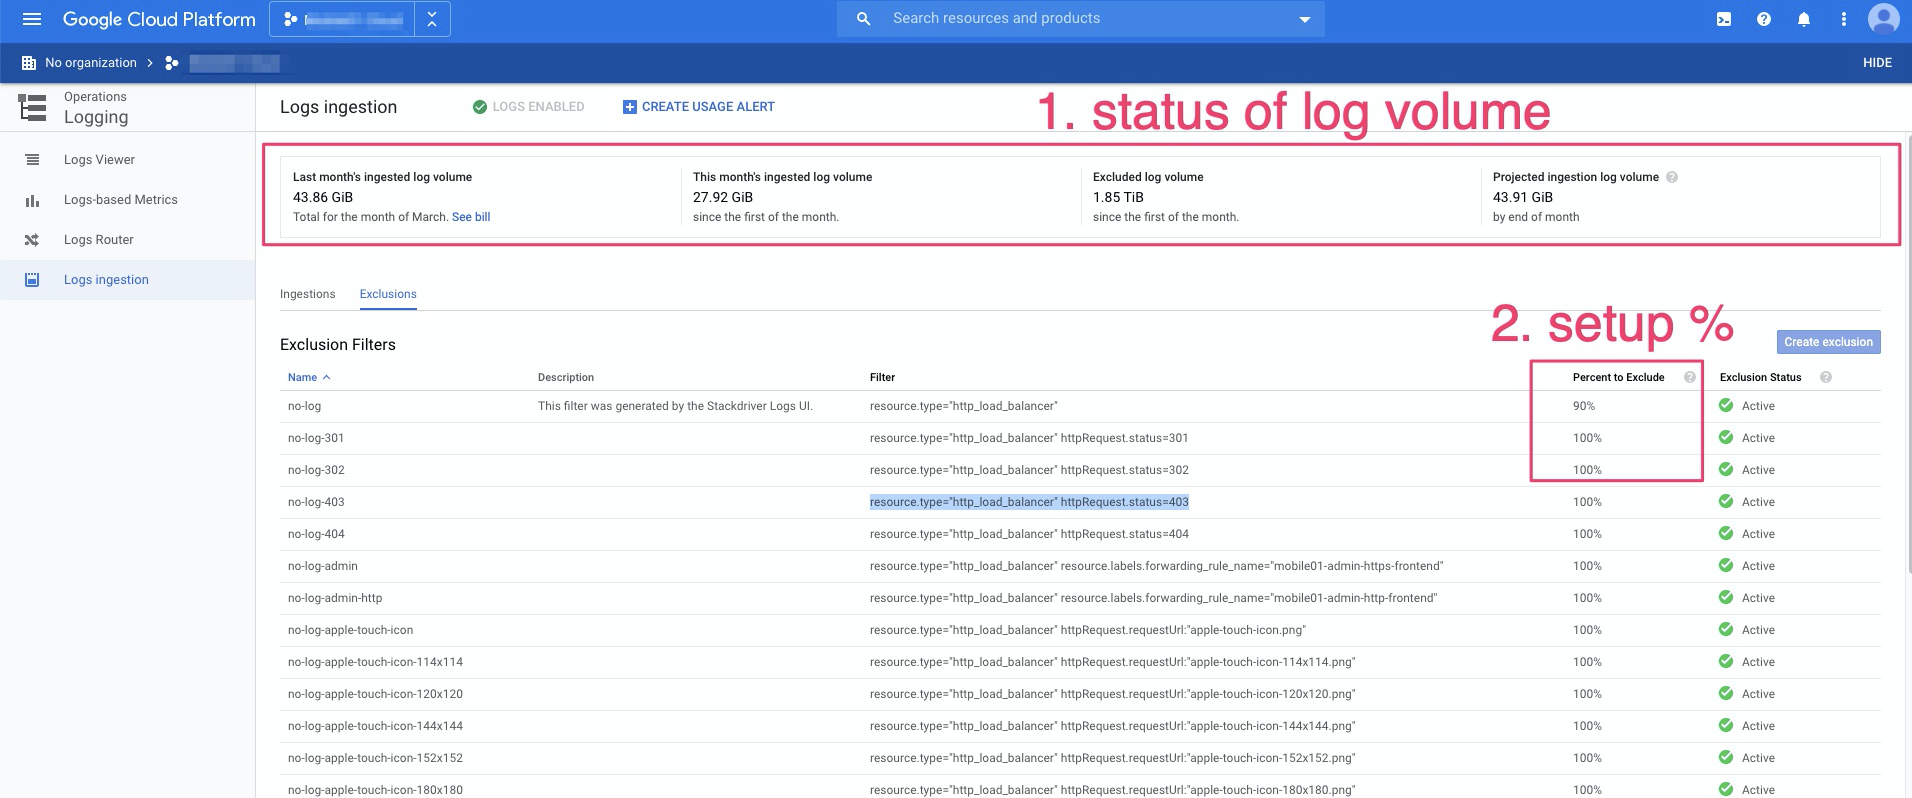 Google Cloud Platform
Search resources and products
No organization
HIDE
Operations
Logging
Logs ingestion
LOGS ENABLED
CREATE USAGE ALERT
1. status of log volume
Logs Viewer
Logs-based Metrics
Logs Router
Logs ingestion
Last month's ingested log volume
43.86 GiB
Total for the month of March. See bill
This month's ingested log volume
27.92 GiB
since the first of the month.
Excluded log volume
1.85 TiB
since the first of the month.
Projected ingestion log volume
43.91 GiB
by end of month
Ingestions Exclusions
2. setup %
Exclusion Filters
Create exclusion
Name Description Filter Percent to Exclude Exclusion Status
no-log This filter was generated by the Stackdriver Logs UI. resource.type="http_load_balancer" 90% Active
no-log-301 resource.type="http_load_balancer" httpRequest.status=301 100% Active
no-log-302 resource.type="http_load_balancer" httpRequest.status=302 100% Active
no-log-403 resource.type="http_load_balancer" httpRequest.status=403 100% Active
no-log-404 resource.type="http_load_balancer" httpRequest.status=404 100% Active
no-log-admin resource.type="http_load_balancer" resource.labels.forwarding_rule_name="mobile01-admin-https-frontend" 100% Active
no-log-admin-http resource.type="http_load_balancer" resource.labels.forwarding_rule_name="mobile01-admin-http-frontend" 100% Active
no-log-apple-touch-icon resource.type="http_load_balancer" httpRequest.requestUrl:"apple-touch-icon.png" 100% Active
no-log-apple-touch-icon-114x114 resource.type="http_load_balancer" httpRequest.requestUrl:"apple-touch-icon-114x114.png" 100% Active
no-log-apple-touch-icon-120x120 resource.type="http_load_balancer" httpRequest.requestUrl:"apple-touch-icon-120x120.png" 100% Active
no-log-apple-touch-icon-144x144 resource.type="http_load_balancer" httpRequest.requestUrl:"apple-touch-icon-144x144.png" 100% Active
no-log-apple-touch-icon-152x152 resource.type="http_load_balancer" httpRequest.requestUrl:"apple-touch-icon-152x152.png" 100% Active
no-log-apple-touch-icon-180x180 resource.type="http_load_balancer" httpRequest.requestUrl:"apple-touch-icon-180x180.png" 100% Active